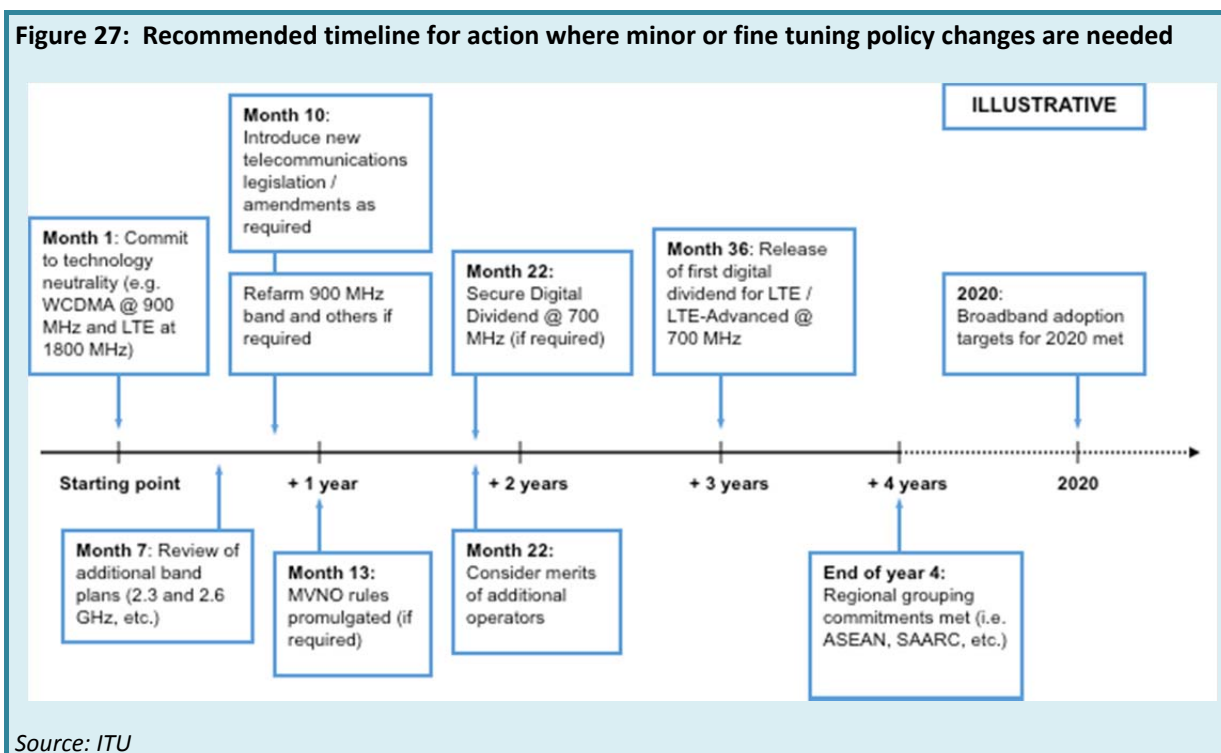 Figure 27:  Recommended timeline for action where minor or fine tuning policy changes are needed
ILLUSTRATIVE
Month 10:
Introduce new
telecommunications
legislation /
amendments as
required
Month 1: Commit
to technology
neutrality (e.g.
WCDMA @ 900
MHz and LTE at
1800 MHz)
Refarm 900 MHz
band and others if
required
Month 22:
Secure Digital
Dividend @ 700
MHz (if required)
Month 36: Release
of first digital
dividend for LTE /
LTE-Advanced @
700 MHz
2020:
Broadband adoption
targets for 2020 met
Starting point
+ 1 year
+ 2 years
+ 3 years
+ 4 years
2020
Month 7: Review of
additional band
plans (2.3 and 2.6
GHz, etc.)
Month 13:
MVNO rules
promulgated (if
required)
Month 22:
Consider merits
of additional
operators
End of year 4:
Regional grouping
commitments met (i.e.
ASEAN, SAARC, etc.)
Source: ITU